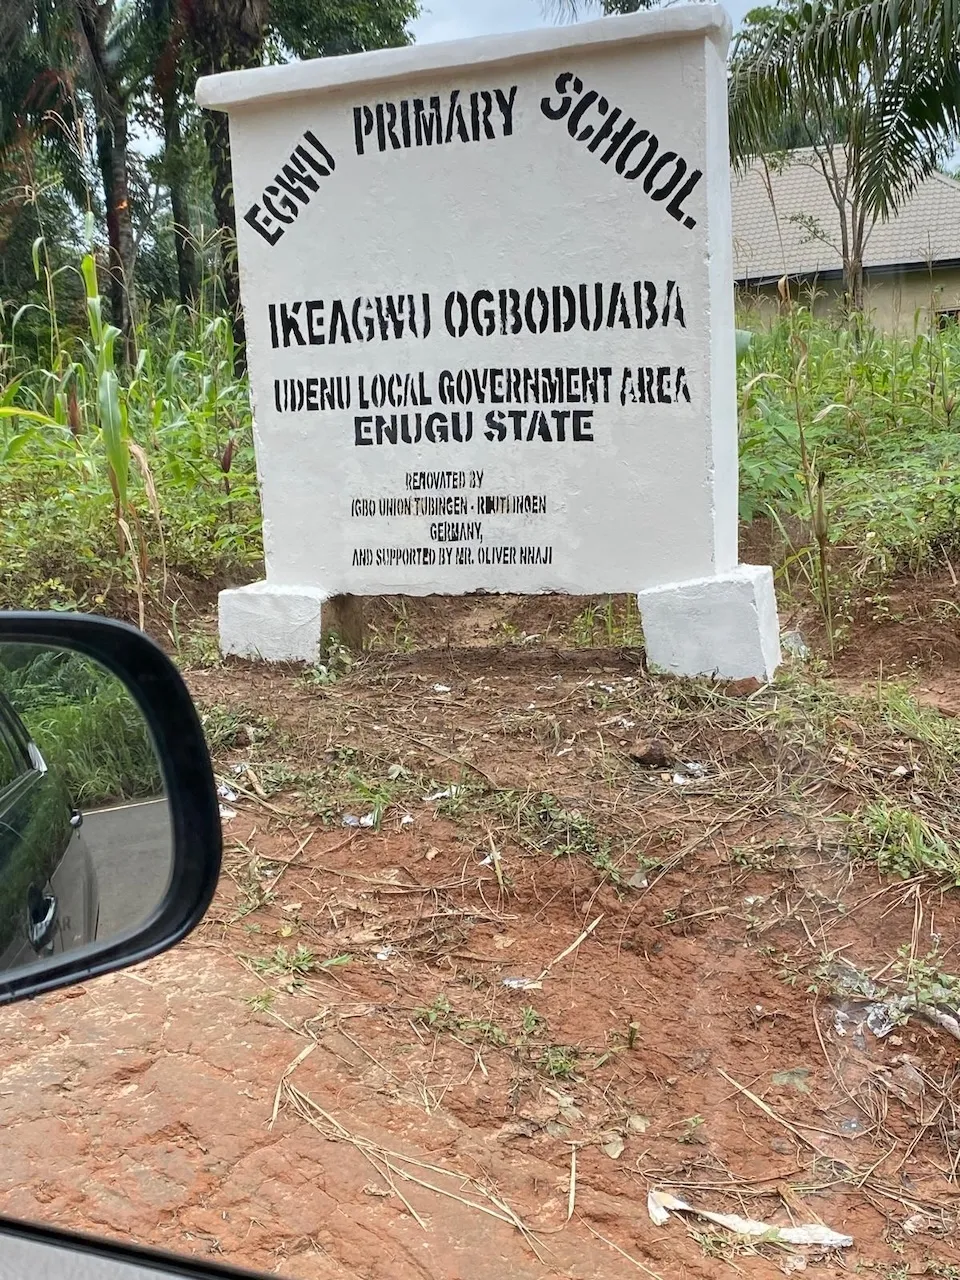 EGWU PRIMARY SCHOOL.
IKEAGWU OGBODUABA
UDENU LOCAL GOVERNMENT AREA
ENUGU STATE
RENOVATED BY
IGBO UNION TUBINGEN - REUTLINGEN
GERMANY,
AND SUPPORTED BY MR. OLIVER NNAJI